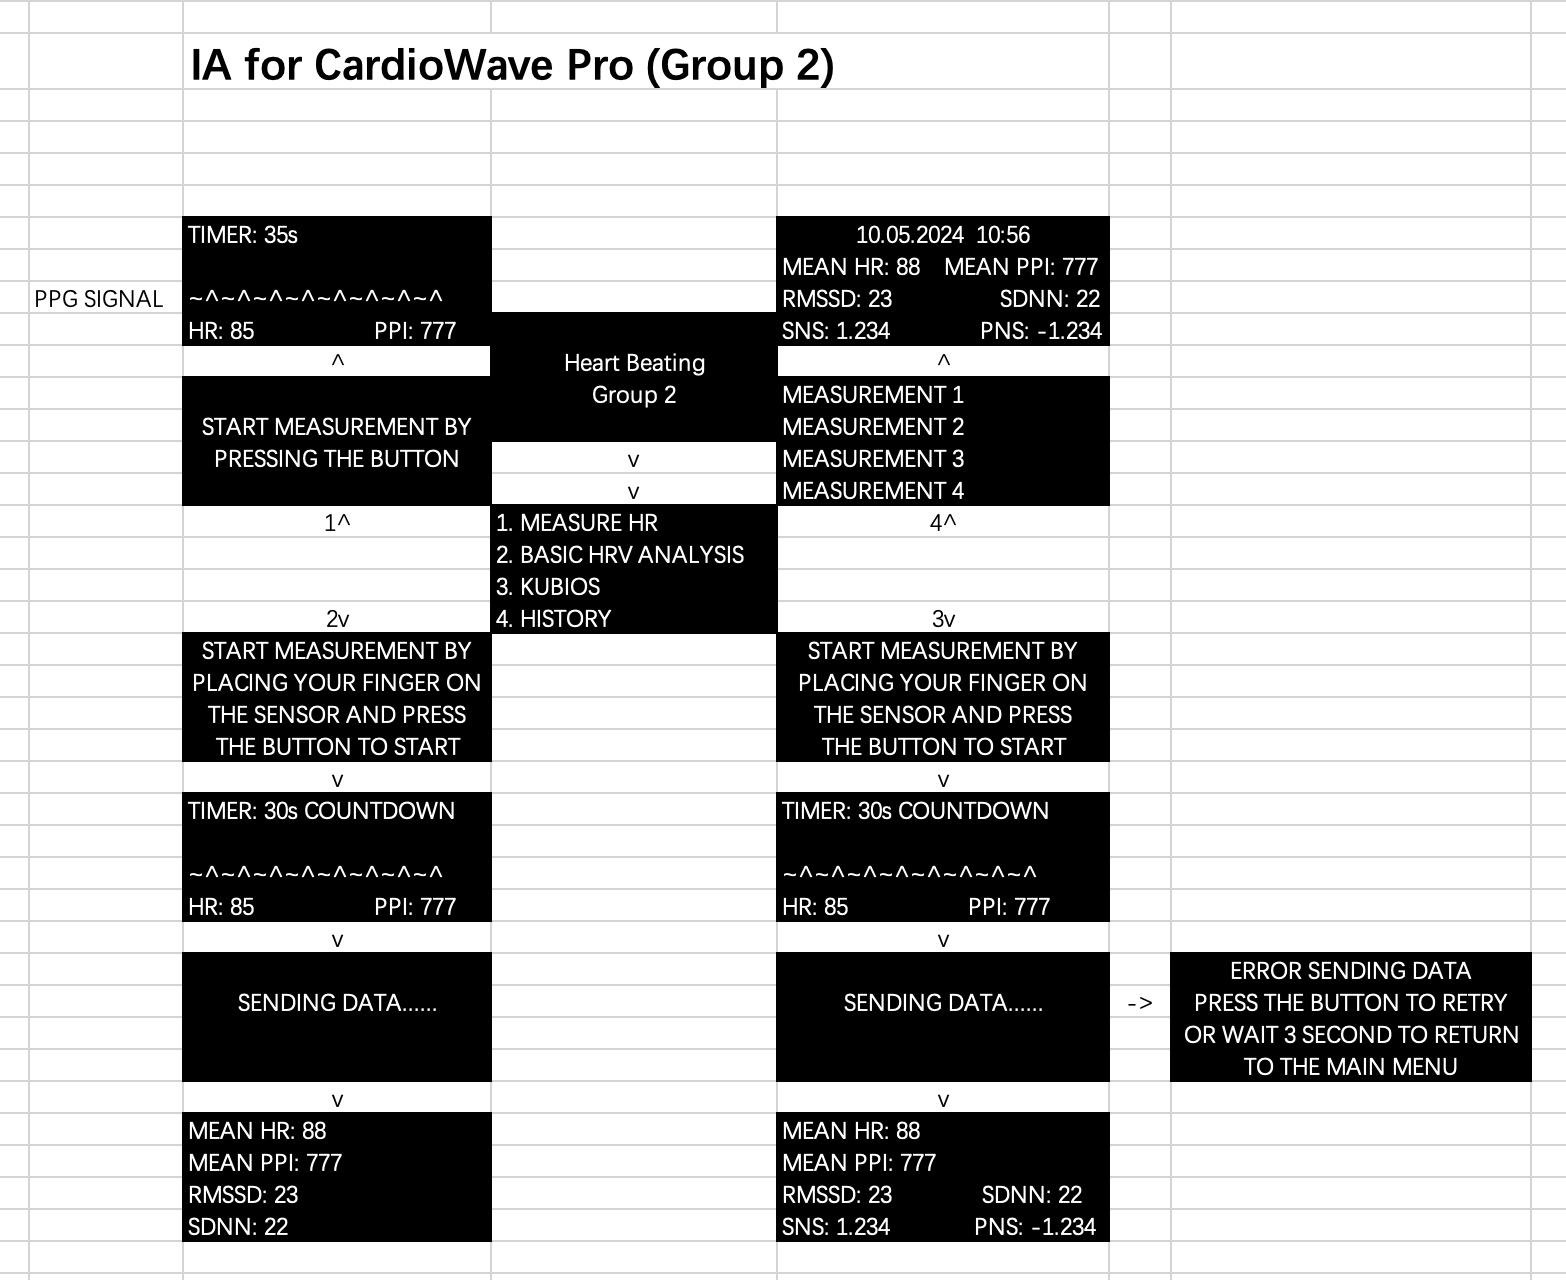 IA for CardioWave Pro (Group 2)
PPG SIGNAL
TIMER: 35s
~^~^~^~^~^~^~^~^
HR: 85 PPI: 777
^
START MEASUREMENT BY
PRESSING THE BUTTON
1^
Heart Beating
Group 2
v
v
1. MEASURE HR
2. BASIC HRV ANALYSIS
3. KUBIOS
4. HISTORY
10.05.2024 10:56
MEAN HR: 88 MEAN PPI: 777
RMSSD: 23 SDNN: 22
SNS: 1.234 PNS: -1.234
^
MEASUREMENT 1
MEASUREMENT 2
MEASUREMENT 3
MEASUREMENT 4
4^
2v
START MEASUREMENT BY
PLACING YOUR FINGER ON
THE SENSOR AND PRESS
THE BUTTON TO START
v
TIMER: 30s COUNTDOWN
~^~^~^~^~^~^~^~^
HR: 85 PPI: 777
v
SENDING DATA......
v
MEAN HR: 88
MEAN PPI: 777
RMSSD: 23
SDNN: 22
3v
START MEASUREMENT BY
PLACING YOUR FINGER ON
THE SENSOR AND PRESS
THE BUTTON TO START
v
TIMER: 30s COUNTDOWN
~^~^~^~^~^~^~^~^
HR: 85 PPI: 777
v
SENDING DATA......
->
ERROR SENDING DATA
PRESS THE BUTTON TO RETRY
OR WAIT 3 SECOND TO RETURN
TO THE MAIN MENU
v
MEAN HR: 88
MEAN PPI: 777
RMSSD: 23 SDNN: 22
SNS: 1.234 PNS: -1.234